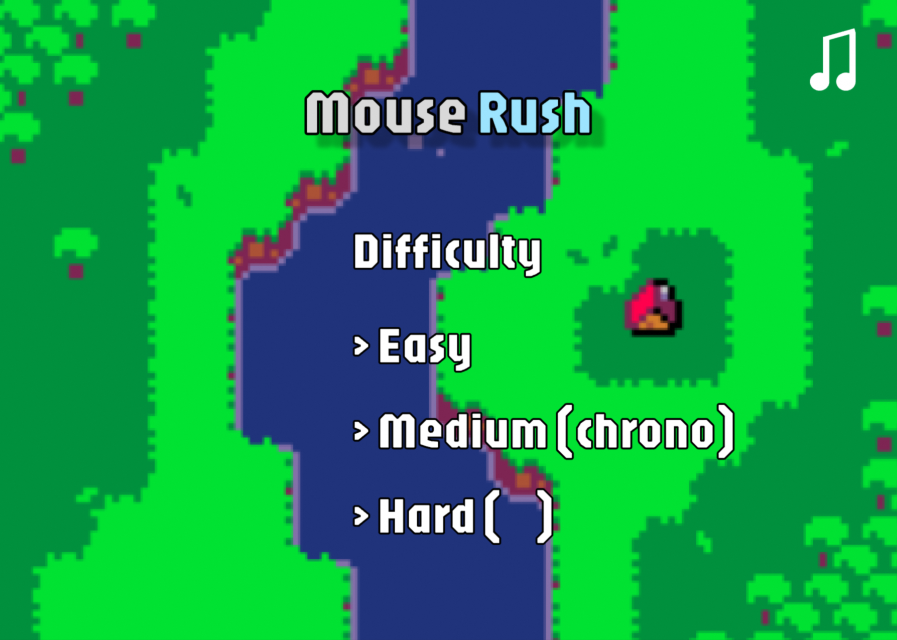 Mouse Rush
Difficulty
> Easy
> Medium (chrono)
> Hard ( )